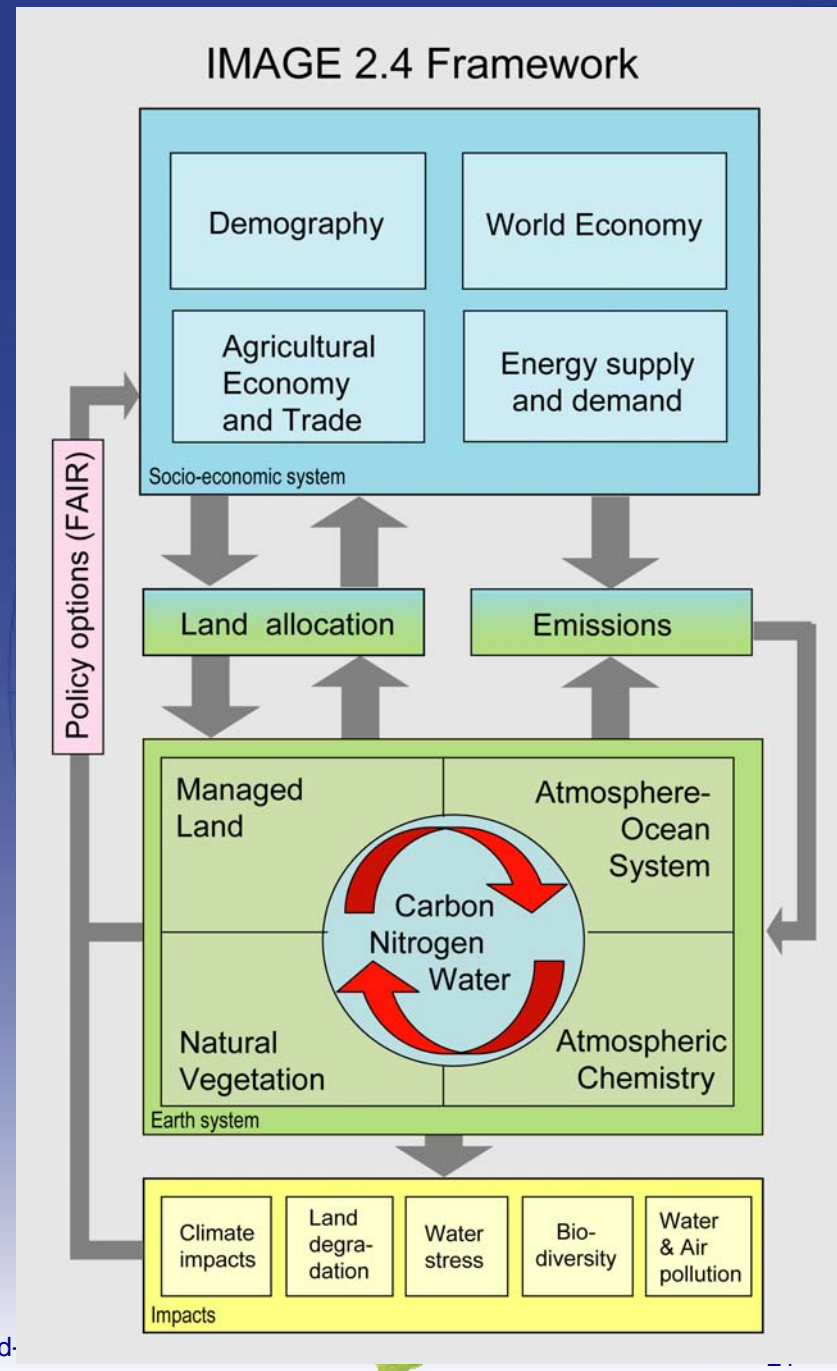 IMAGE 2.4 Framework
Demography
World Economy
Agricultural
Economy
and Trade
Energy supply
and demand
Socio-economic system
Policy options (FAIR)
Land allocation
Emissions
Managed
Land
Atmosphere-
Ocean
System
Carbon
Nitrogen
Water
Natural
Vegetation
Atmospheric
Chemistry
Earth system
Climate
impacts
Land
degra-
dation
Water
stress
Bio-
diversity
Water
& Air
pollution
Impacts
d-